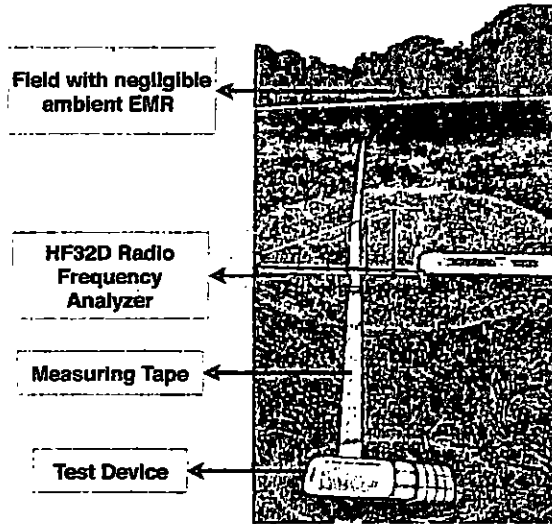 Field with negligible
ambient EMR
HF32D Radio
Frequency
Analyzer
Measuring Tape
Test Device